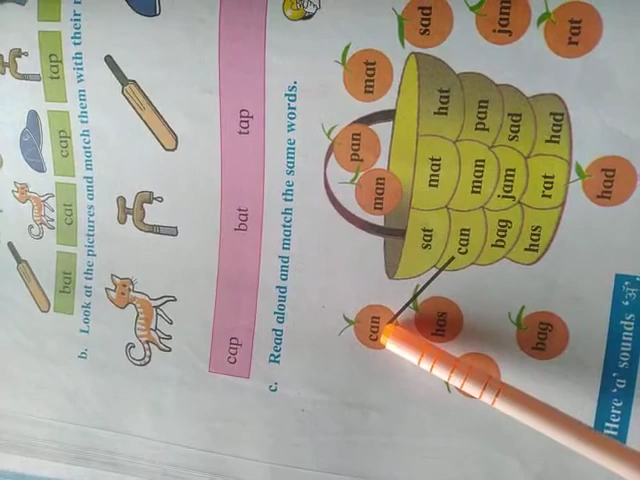 bat cat cap tap
b. Look at the pictures and match them with their
cap bat tap
c. Read aloud and match the same words.
mat sad jam rat
pan
man
hat pan sad had
mat man jam rat
sat can bag has
had
can has bag
Here 'a' sounds 'अॅ'